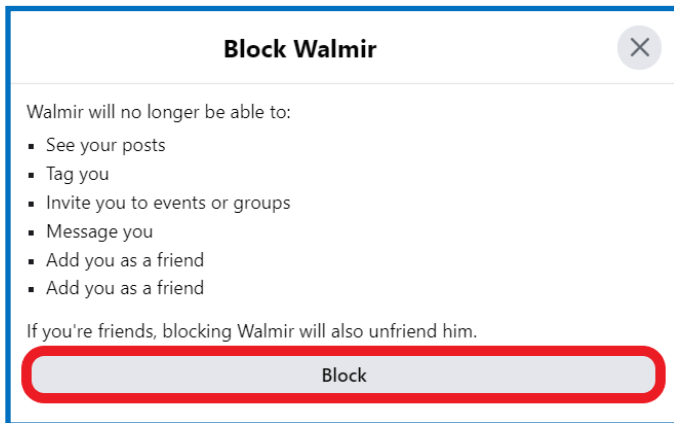 Block Walmir
Walmir will no longer be able to:
▪ See your posts
▪ Tag you
▪ Invite you to events or groups
▪ Message you
▪ Add you as a friend
▪ Add you as a friend
If you're friends, blocking Walmir will also unfriend him.
Block